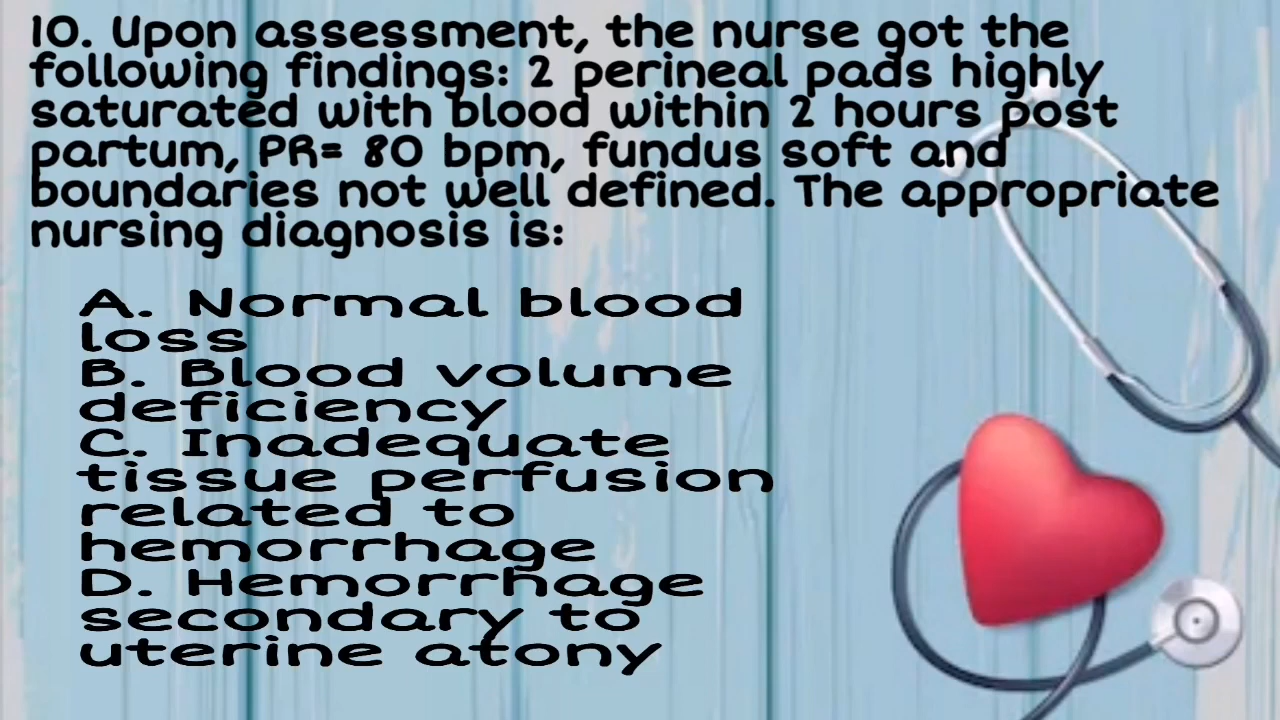 10. Upon assessment, the nurse got the
following findings: 2 perineal pads highly
saturated with blood within 2 hours post
partum, PR= 80 bpm, fundus soft and
boundaries not well defined. The appropriate
nursing diagnosis is:
A. Normal blood
loss
B. Blood volume
deficiency
C. Inadequate
tissue perfusion
related to
hemorrhage
D. Hemorrhage
secondary to
uterine atony